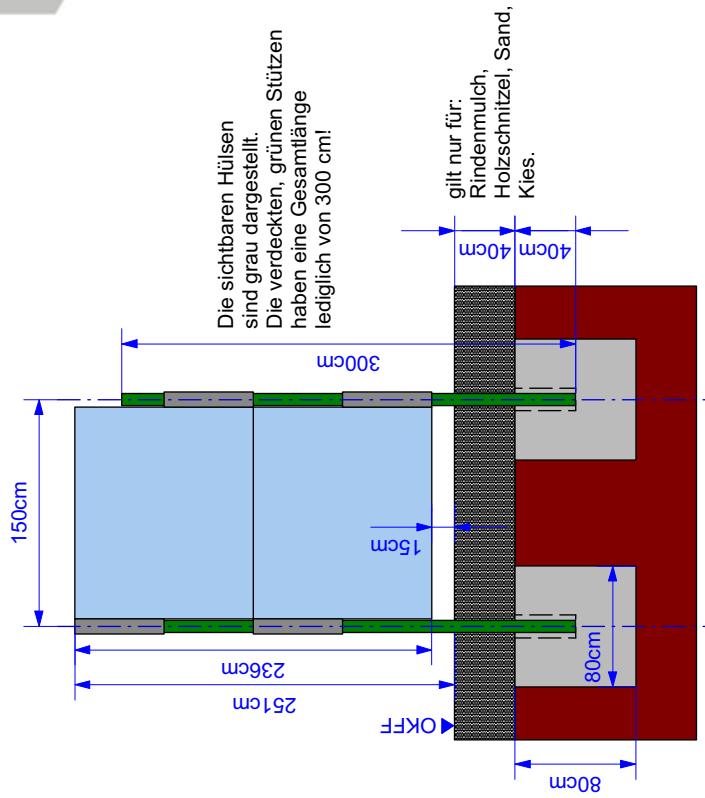 150cm
Die sichtbaren Hülsen
sind grau dargestellt.
Die verdeckten, grünen Stützen
haben eine Gesamtlänge
lediglich von 300 cm!
300cm
gilt nur für:
Rindenmulch,
Holzschnitzel, Sand,
Kies.
40cm
40cm
15cm
236cm
251cm
OKFF
80cm
80cm